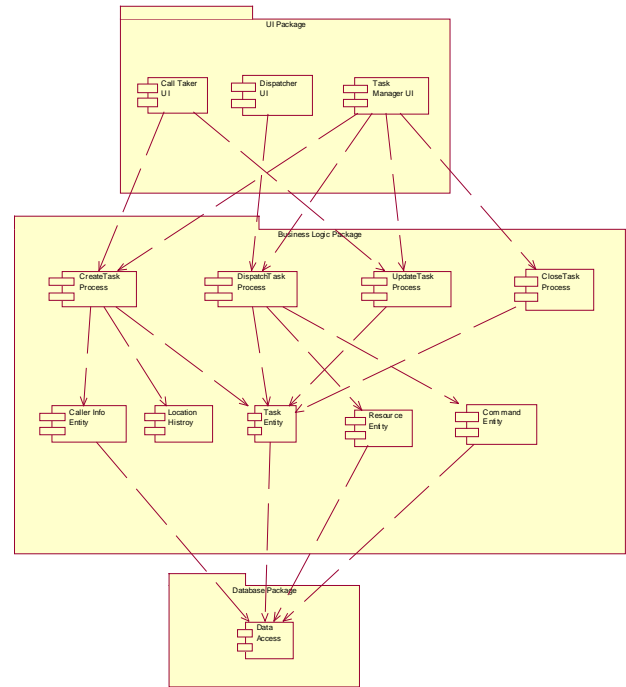 UI Package
Call Taker
UI
Dispatcher
UI
Task
Manager UI
Business Logic Package
CreateTask
Process
DispatchTask
Process
UpdateTask
Process
CloseTask
Process
Caller Info
Entity
Location
Histroy
Task
Entity
Resource
Entity
Command
Entity
Database Package
Data
Access